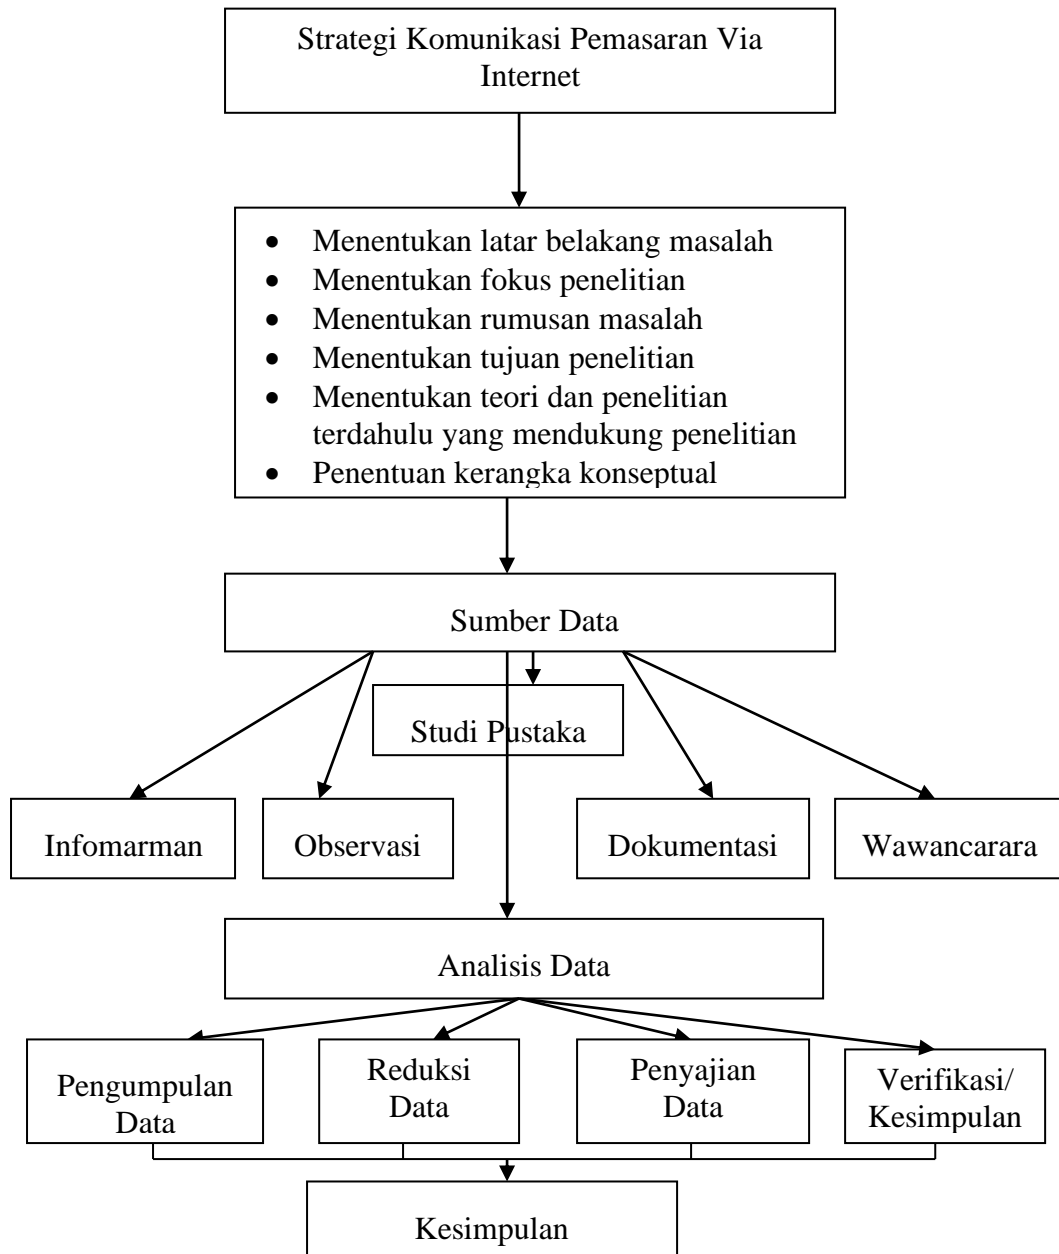 Strategi Komunikasi Pemasaran Via
Internet
• Menentukan latar belakang masalah
• Menentukan fokus penelitian
• Menentukan rumusan masalah
• Menentukan tujuan penelitian
• Menentukan teori dan penelitian
terdahulu yang mendukung penelitian
• Penentuan kerangka konseptual
Sumber Data
Studi Pustaka
Infomarman
Observasi
Dokumentasi
Wawancarara
Analisis Data
Pengumpulan
Data
Reduksi
Data
Penyajian
Data
Verifikasi/
Kesimpulan
Kesimpulan